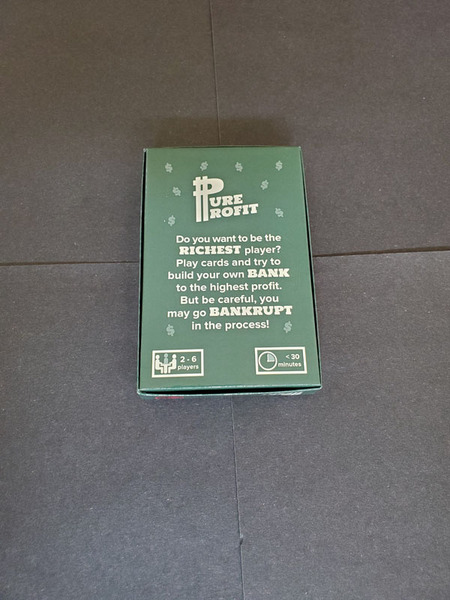 PURE
PROFIT
Do you want to be the
RICHEST player?
Play cards and try to
build your own BANK
to the highest profit.
But be careful, you
may go BANKRUPT
in the process!
2 - 6
players
< 30
minutes